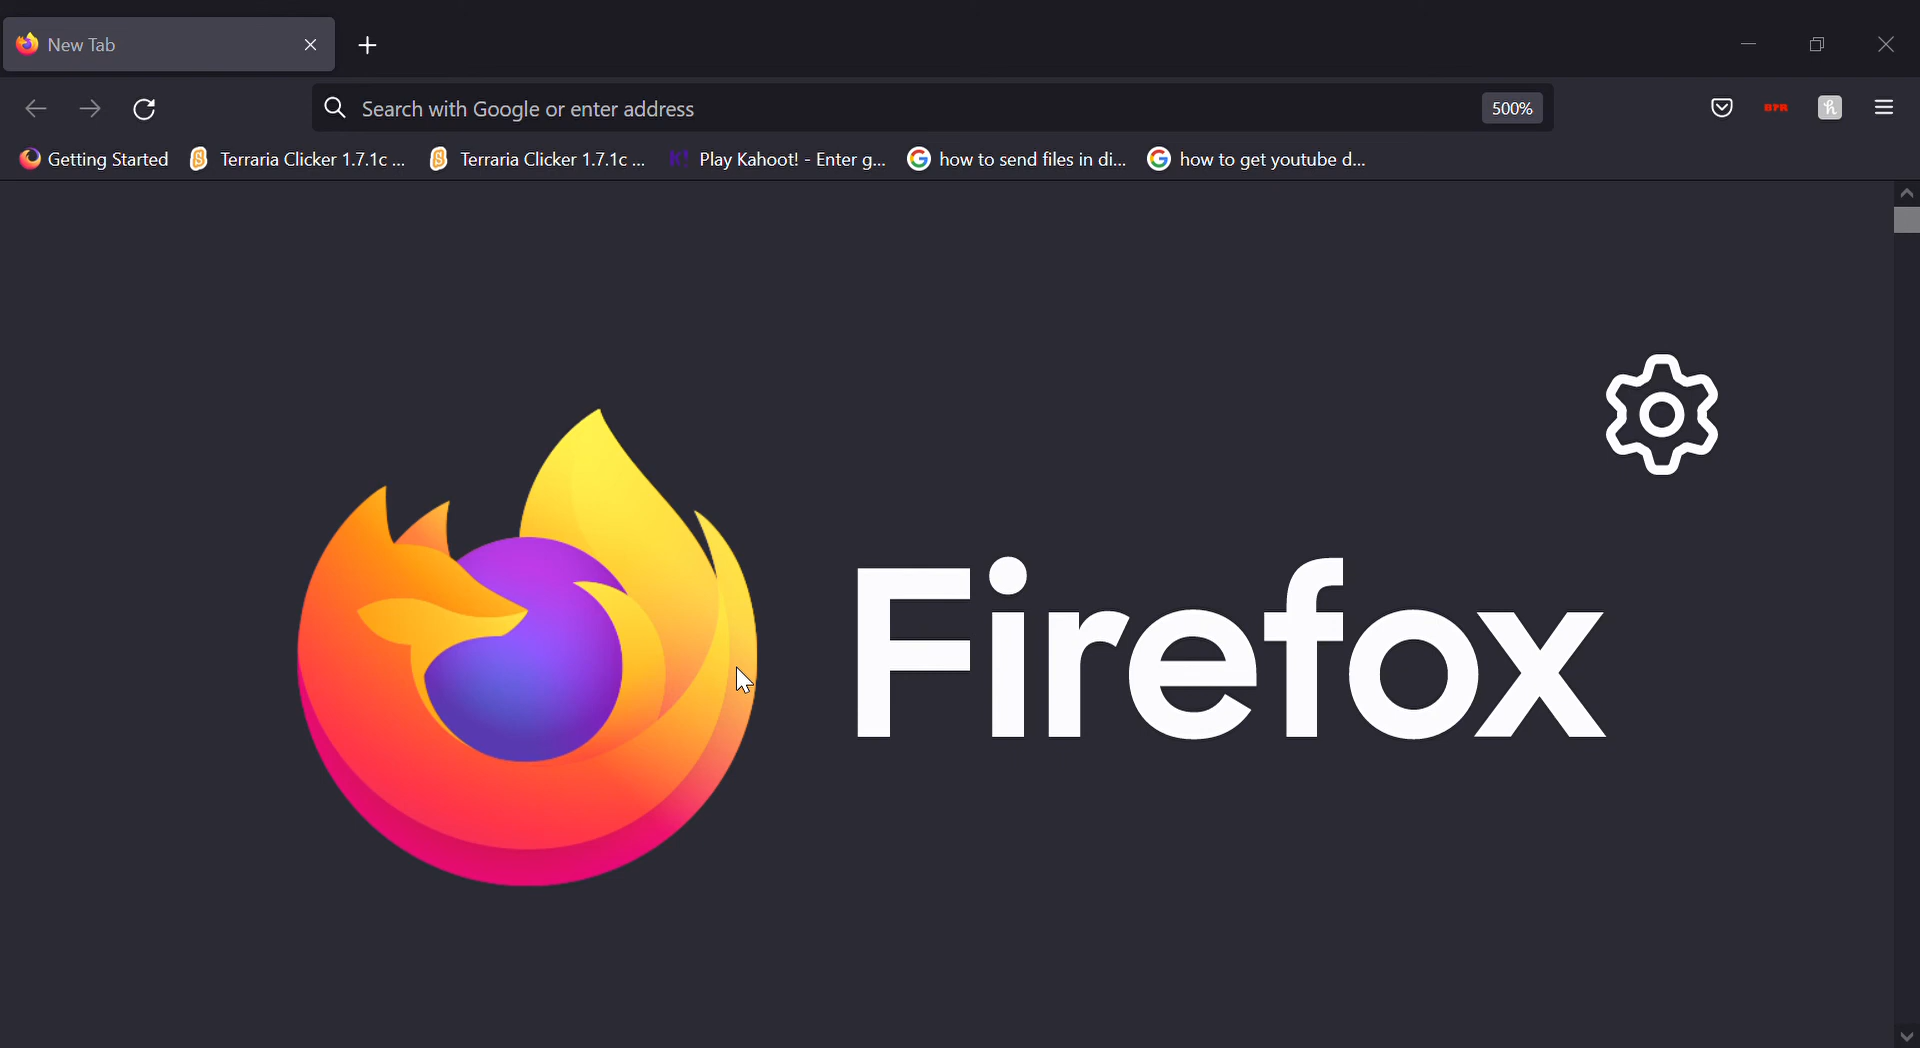 New Tab
Search with Google or enter address
500%
BTR
Getting Started
Terraria Clicker 1.7.1c ...
Terraria Clicker 1.7.1c ...
K!
Play Kahoot! - Enter g...
how to send files in di...
how to get youtube d...
Firefox